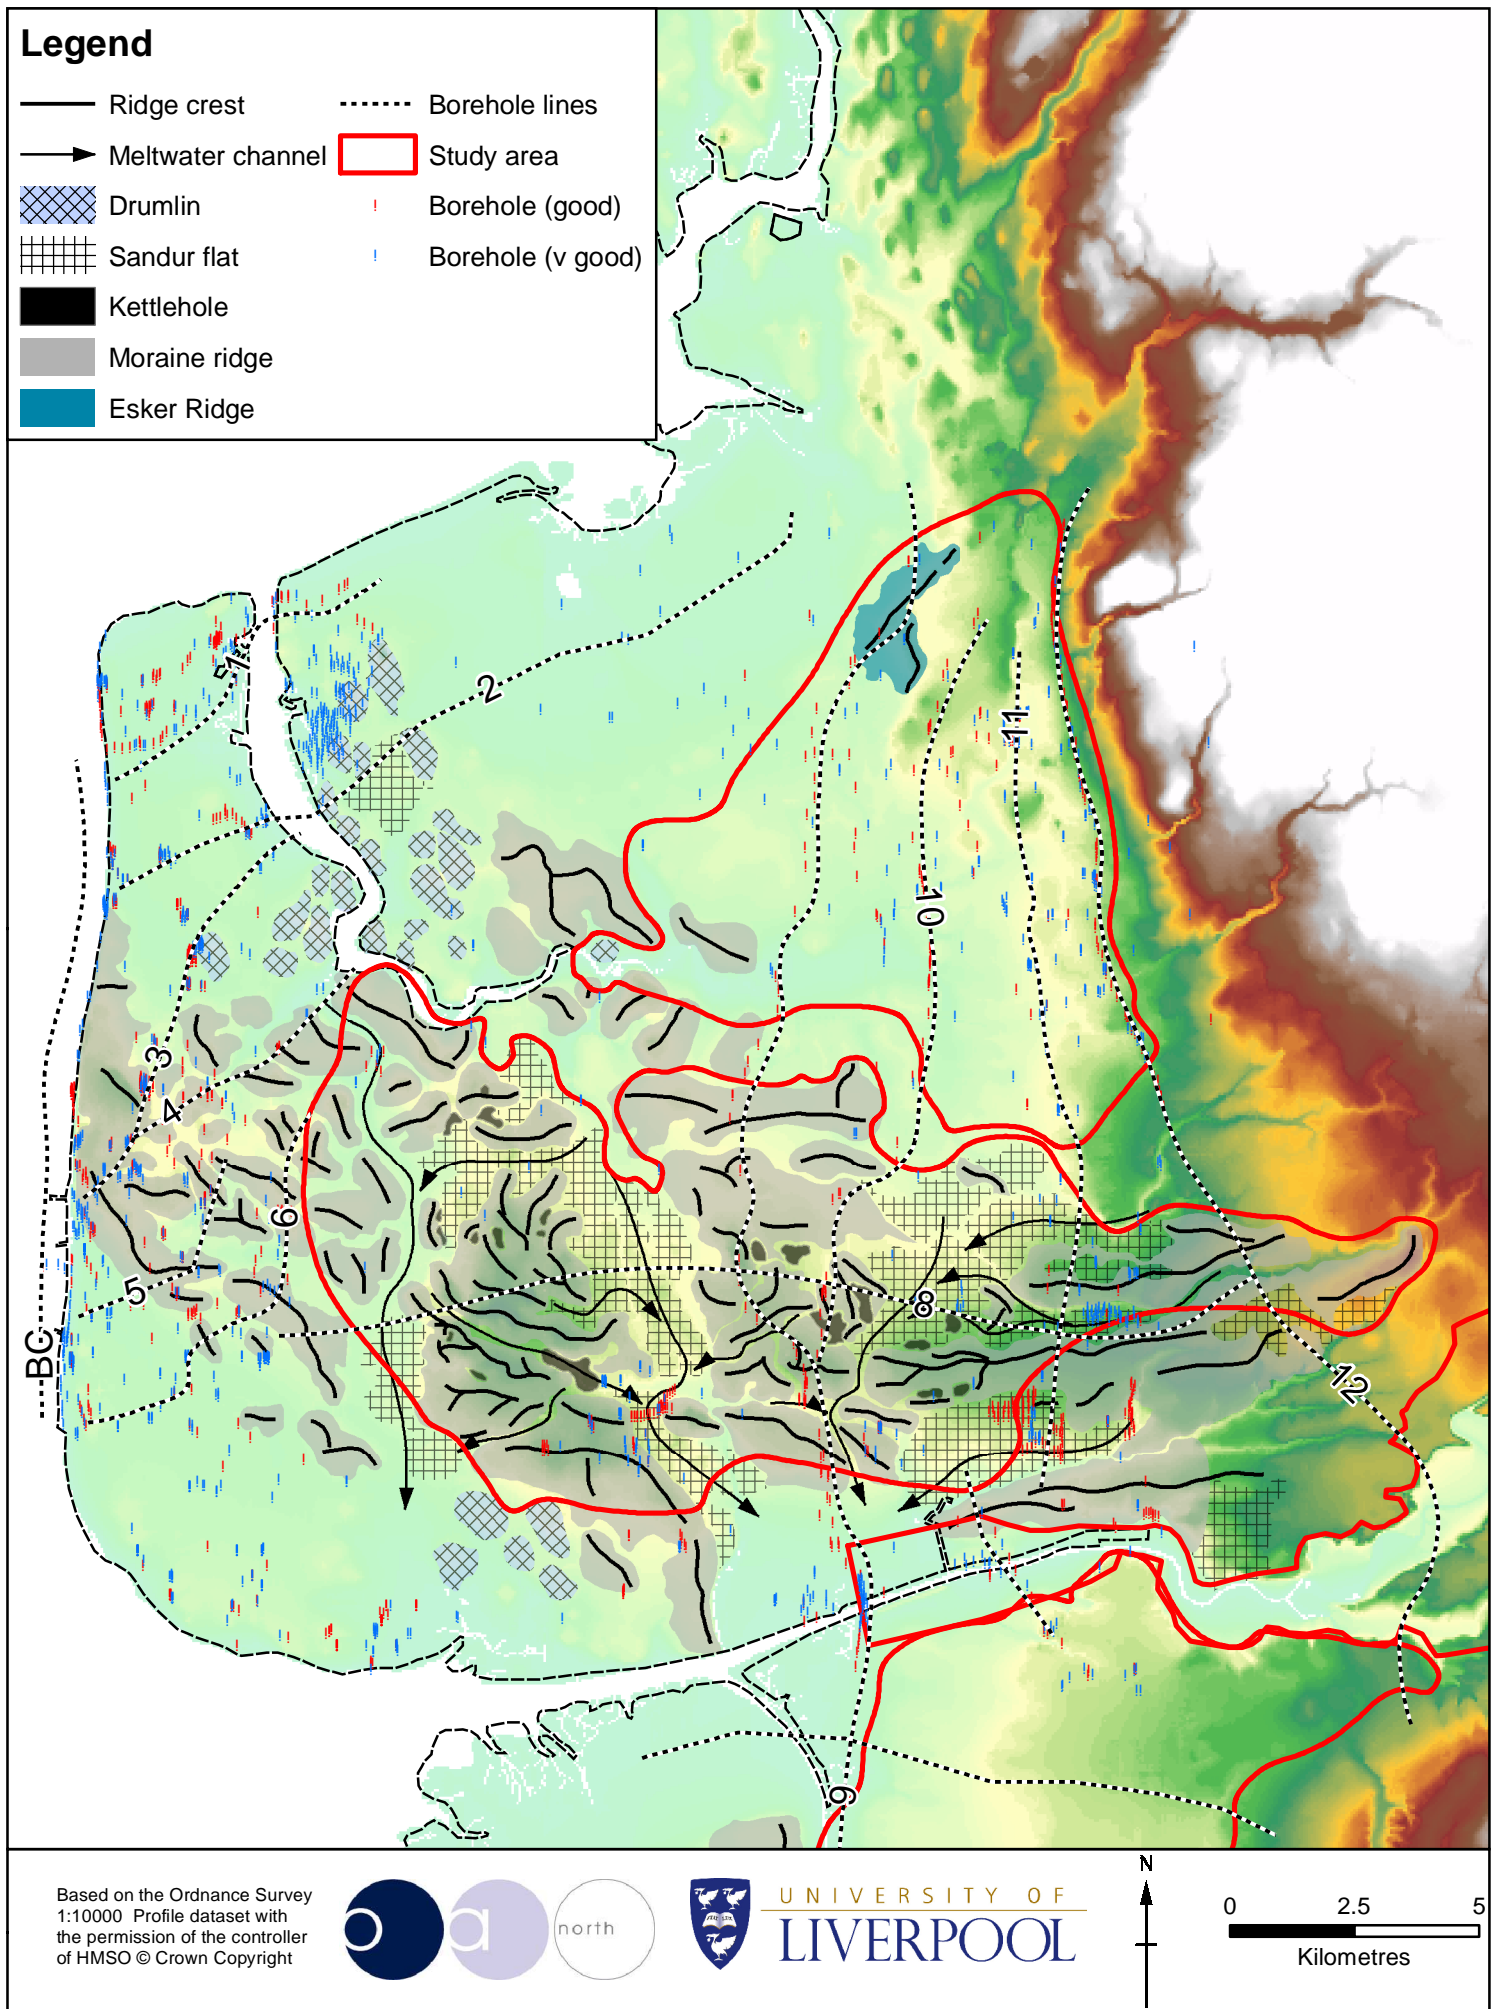 Legend
Ridge crest
Meltwater channel
Drumlin
Sandur flat
Kettlehole
Moraine ridge
Esker Ridge
Borehole lines
Study area
! Borehole (good)
! Borehole (v good)
1
2
11
10
3
4
6
5
8
BC
12
9
Based on the Ordnance Survey
1:10000 Profile dataset with
the permission of the controller
of HMSO © Crown Copyright
o a north
UNIVERSITY OF
LIVERPOOL
N
0 2.5 5
Kilometres